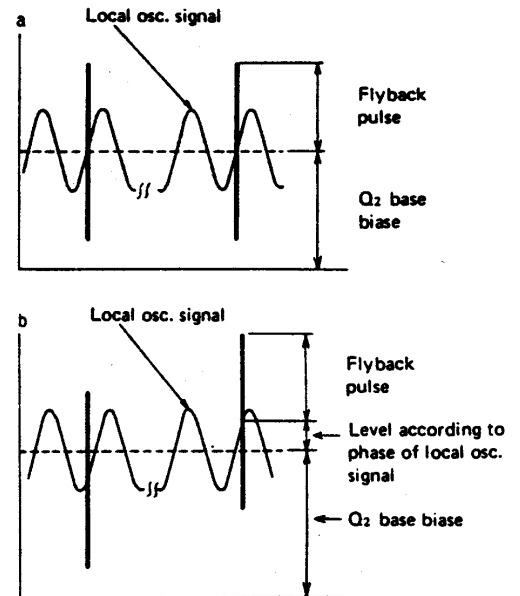 a
Local osc. signal
Flyback
pulse
Q2 base
biase
b
Local osc. signal
Flyback
pulse
Level according to
phase of local osc.
signal
Q2 base biase